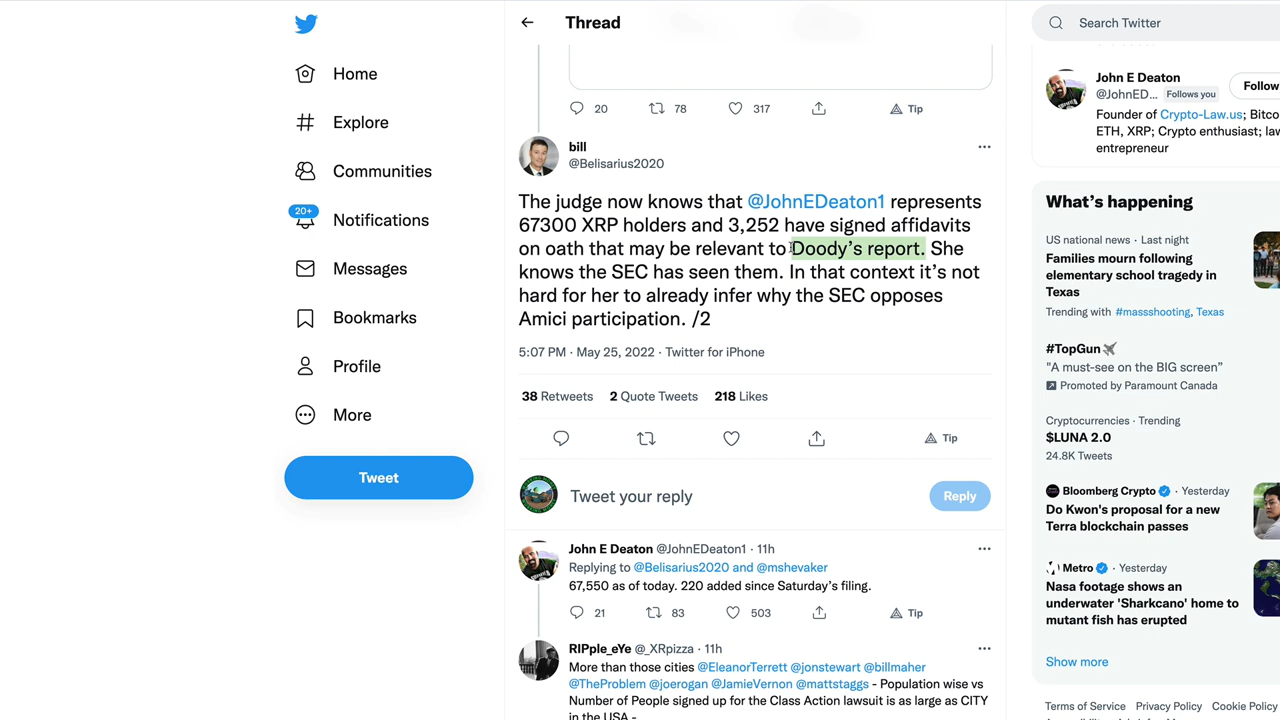 Home
Explore
Communities
20+
Notifications
Messages
Bookmarks
Profile
More
Tweet
Thread
20
78
317
Tip
bill
@Belisarius2020
The judge now knows that @JohnEDeaton1 represents
67300 XRP holders and 3,252 have signed affidavits
on oath that may be relevant to Doody's report. She
knows the SEC has seen them. In that context it's not
hard for her to already infer why the SEC opposes
Amici participation. /2
5:07 PM · May 25, 2022 · Twitter for iPhone
38 Retweets 2 Quote Tweets 218 Likes
Tip
Tweet your reply
Reply
John E Deaton @JohnEDeaton1 · 11h
Replying to @Belisarius2020 and @mshevaker
67,550 as of today. 220 added since Saturday's filing.
21
83
503
Tip
RIPple_eYe @_XRpizza · 11h
More than those cities @EleanorTerrett @jonstewart @billmaher
@TheProblem @joerogan @JamieVernon @mattstaggs - Population wise vs
Number of People signed up for the Class Action lawsuit is as large as CITY
in the USA -
Search Twitter
John E Deaton
@JohnED... Follows you
Follow
Founder of Crypto-Law.us; Bitco
ETH, XRP; Crypto enthusiast; law
entrepreneur
What's happening
US national news · Last night
Families mourn following
elementary school tragedy in
Texas
Trending with #massshooting, Texas
#TopGun
"A must-see on the BIG screen"
Promoted by Paramount Canada
Cryptocurrencies · Trending
$LUNA 2.0
24.8K Tweets
Bloomberg Crypto · Yesterday
Do Kwon's proposal for a new
Terra blockchain passes
Metro · Yesterday
Nasa footage shows an
underwater 'Sharkcano' home to
mutant fish has erupted
Show more
Terms of Service Privacy Policy Cookie Policy